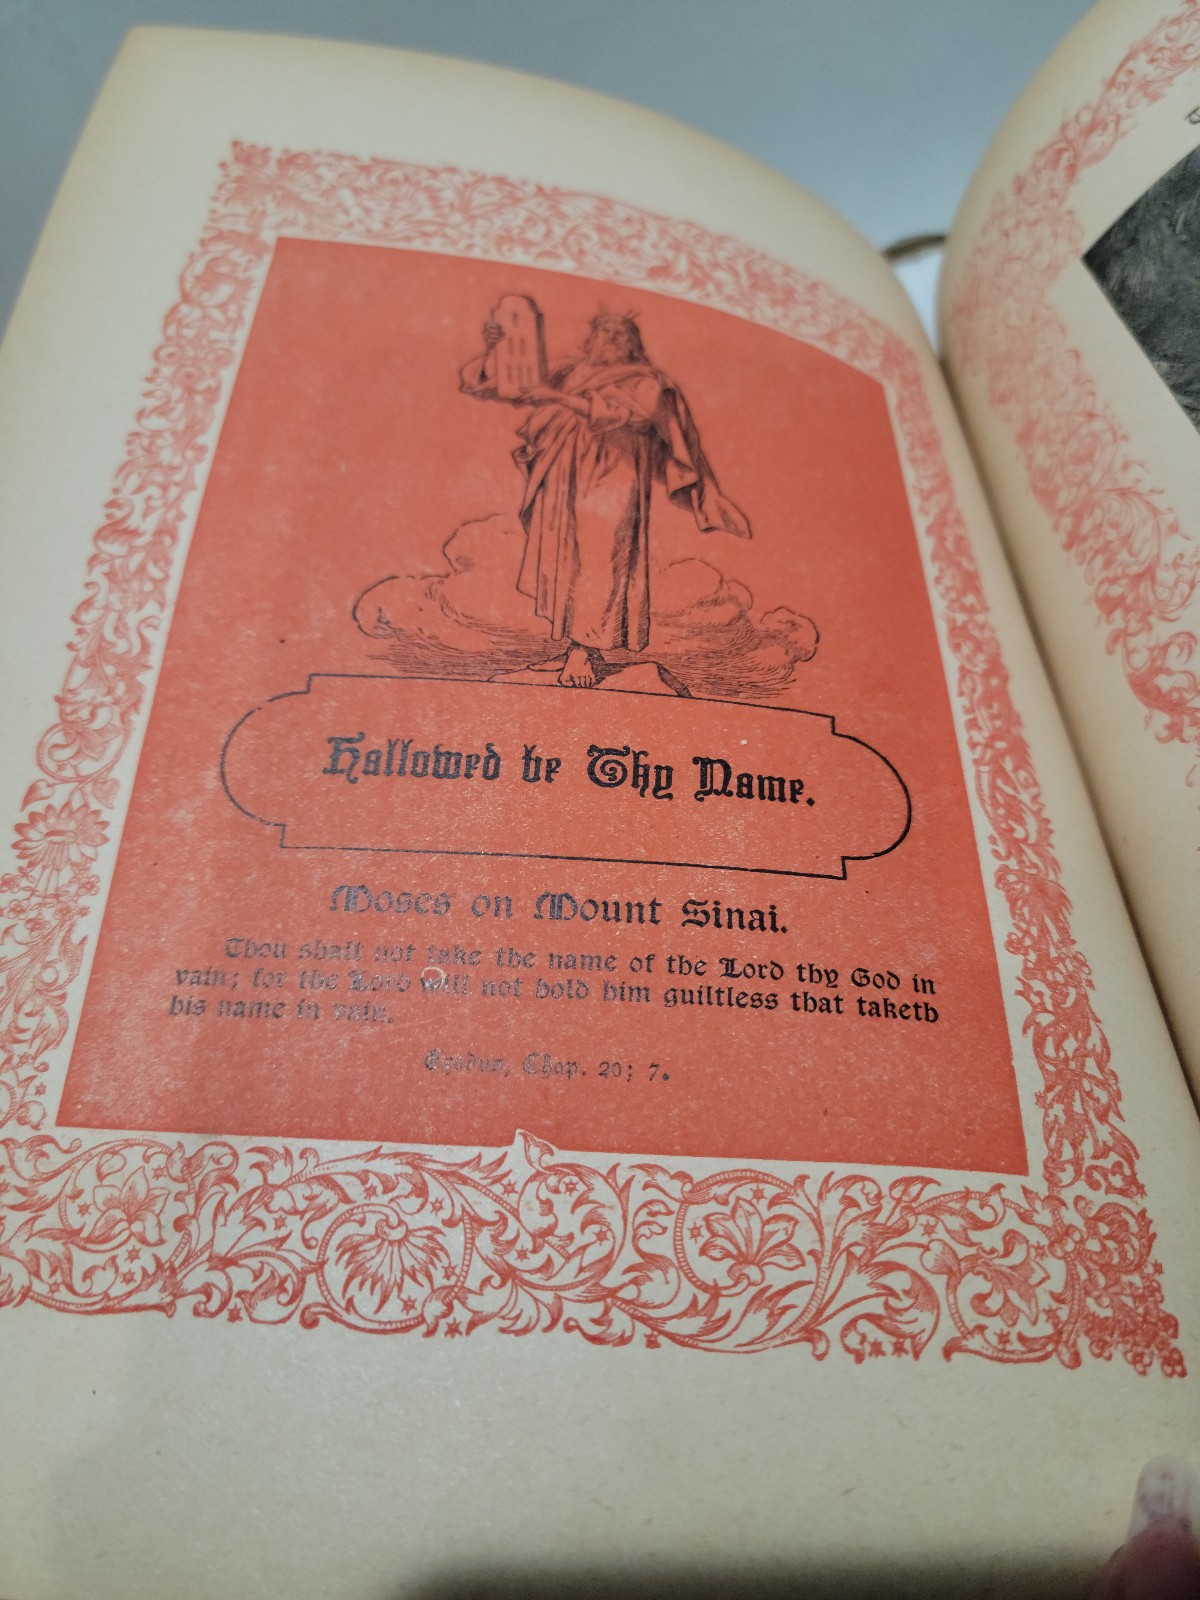 Hallowed be Thy Name.
Moses on Mount Sinai.
Thou shalt not take the name of the Lord thy God in
vain; for the Lord will not hold him guiltless that taketh
his name in vain.
Exodus, Chap. 20; 7.